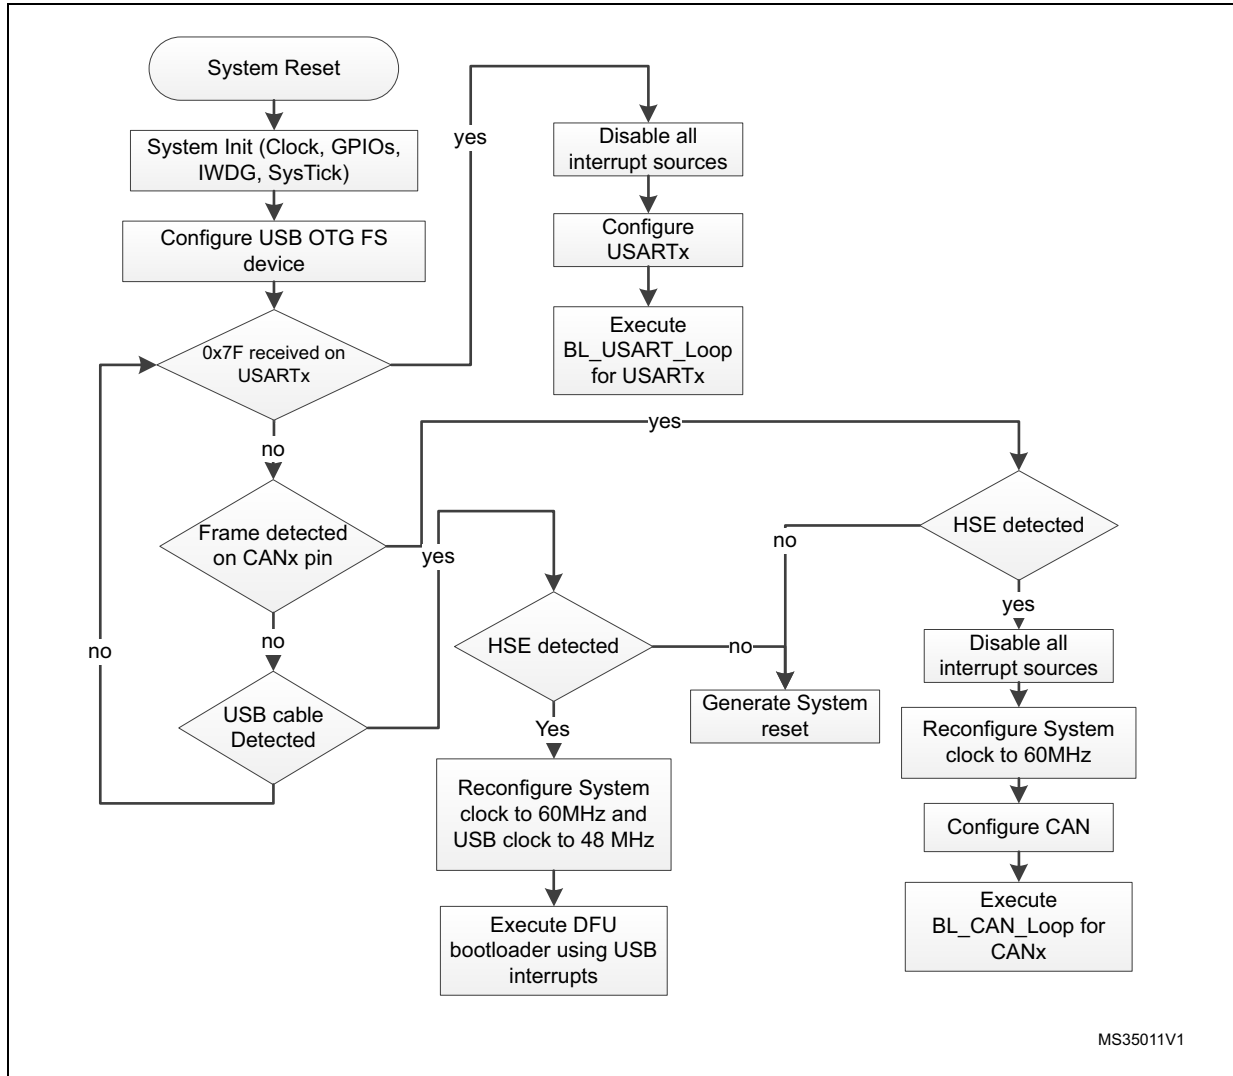 System Reset
System Init (Clock, GPIOs,
IWDG, SysTick)
Configure USB OTG FS
device
0x7F received on
USARTx
yes
Disable all
interrupt sources
Configure
USARTx
Execute
BL_USART_Loop
for USARTx
no
yes
Frame detected
on CANx pin
yes
HSE detected
no
HSE detected
no
no
yes
Disable all
interrupt sources
no
USB cable
Detected
Generate System
reset
Yes
Reconfigure System
clock to 60MHz and
USB clock to 48 MHz
Reconfigure System
clock to 60MHz
Configure CAN
Execute DFU
bootloader using USB
interrupts
Execute
BL_CAN_Loop for
CANx
MS35011V1